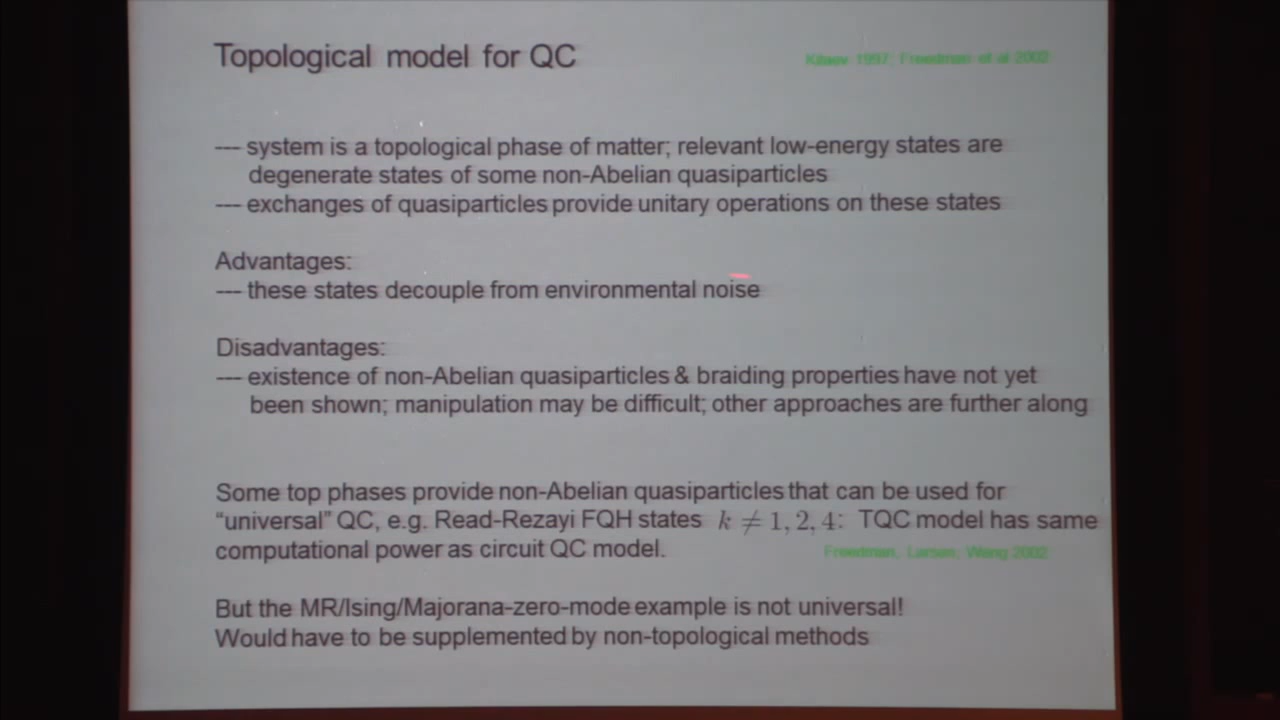 Topological model for QC
Kitaev 1997; Freedman et al 2002
--- system is a topological phase of matter; relevant low-energy states are
degenerate states of some non-Abelian quasiparticles
--- exchanges of quasiparticles provide unitary operations on these states
Advantages:
--- these states decouple from environmental noise
Disadvantages:
--- existence of non-Abelian quasiparticles & braiding properties have not yet
been shown; manipulation may be difficult; other approaches are further along
Some top phases provide non-Abelian quasiparticles that can be used for
“universal” QC, e.g. Read-Rezayi FQH states k ≠ 1, 2, 4: TQC model has same
computational power as circuit QC model.
Freedman, Larsen, Wang 2002
But the MR/Ising/Majorana-zero-mode example is not universal!
Would have to be supplemented by non-topological methods